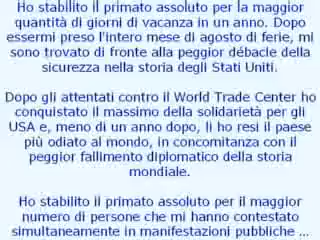 Ho stabilito il primato assoluto per la maggior
quantità di giorni di vacanza in un anno. Dopo
essermi preso l'intero mese di agosto di ferie, mi
sono trovato di fronte alla peggior débacle della
sicurezza nella storia degli Stati Uniti.
Dopo gli attentati contro il World Trade Center ho
conquistato il massimo della solidarietà per gli
USA e, meno di un anno dopo, li ho resi il paese
più odiato al mondo, in concomitanza con il
peggior fallimento diplomatico della storia
mondiale.
Ho stabilito il primato assoluto per il maggior
numero di persone che mi hanno contestato
simultaneamente in manifestazioni pubbliche ...